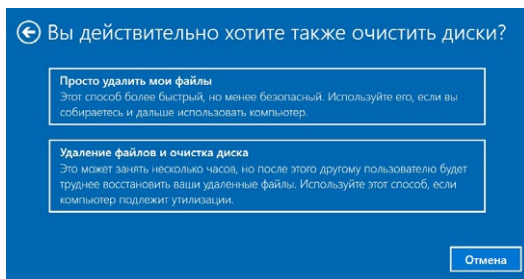 Вы действительно хотите также очистить диски?
Просто удалить мои файлы
Этот способ более быстрый, но менее безопасный. Используйте его, если вы
собираетесь и дальше использовать компьютер.
Удаление файлов и очистка диска
Это может занять несколько часов, но после этого другому пользователю будет
труднее восстановить ваши удаленные файлы. Используйте этот способ, если
компьютер подлежит утилизации.
Отмена